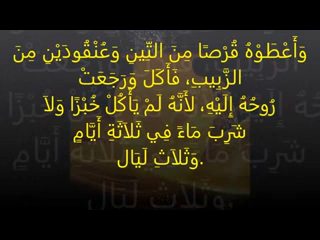 وَأَعْطَوْهُ قُرْصًا مِنَ التِّينِ وَعُنْقُودَيْنِ مِنَ
الزَّبِيبِ، فَأَكَلَ وَرَجَعَتْ
رُوحُهُ إِلَيْهِ، لأَنَّهُ لَمْ يَأْكُلْ خُبْزًا وَلاَ
شَرِبَ مَاءً فِي ثَلاَثَةِ أَيَّامٍ
وَثَلاَثِ لَيَال.